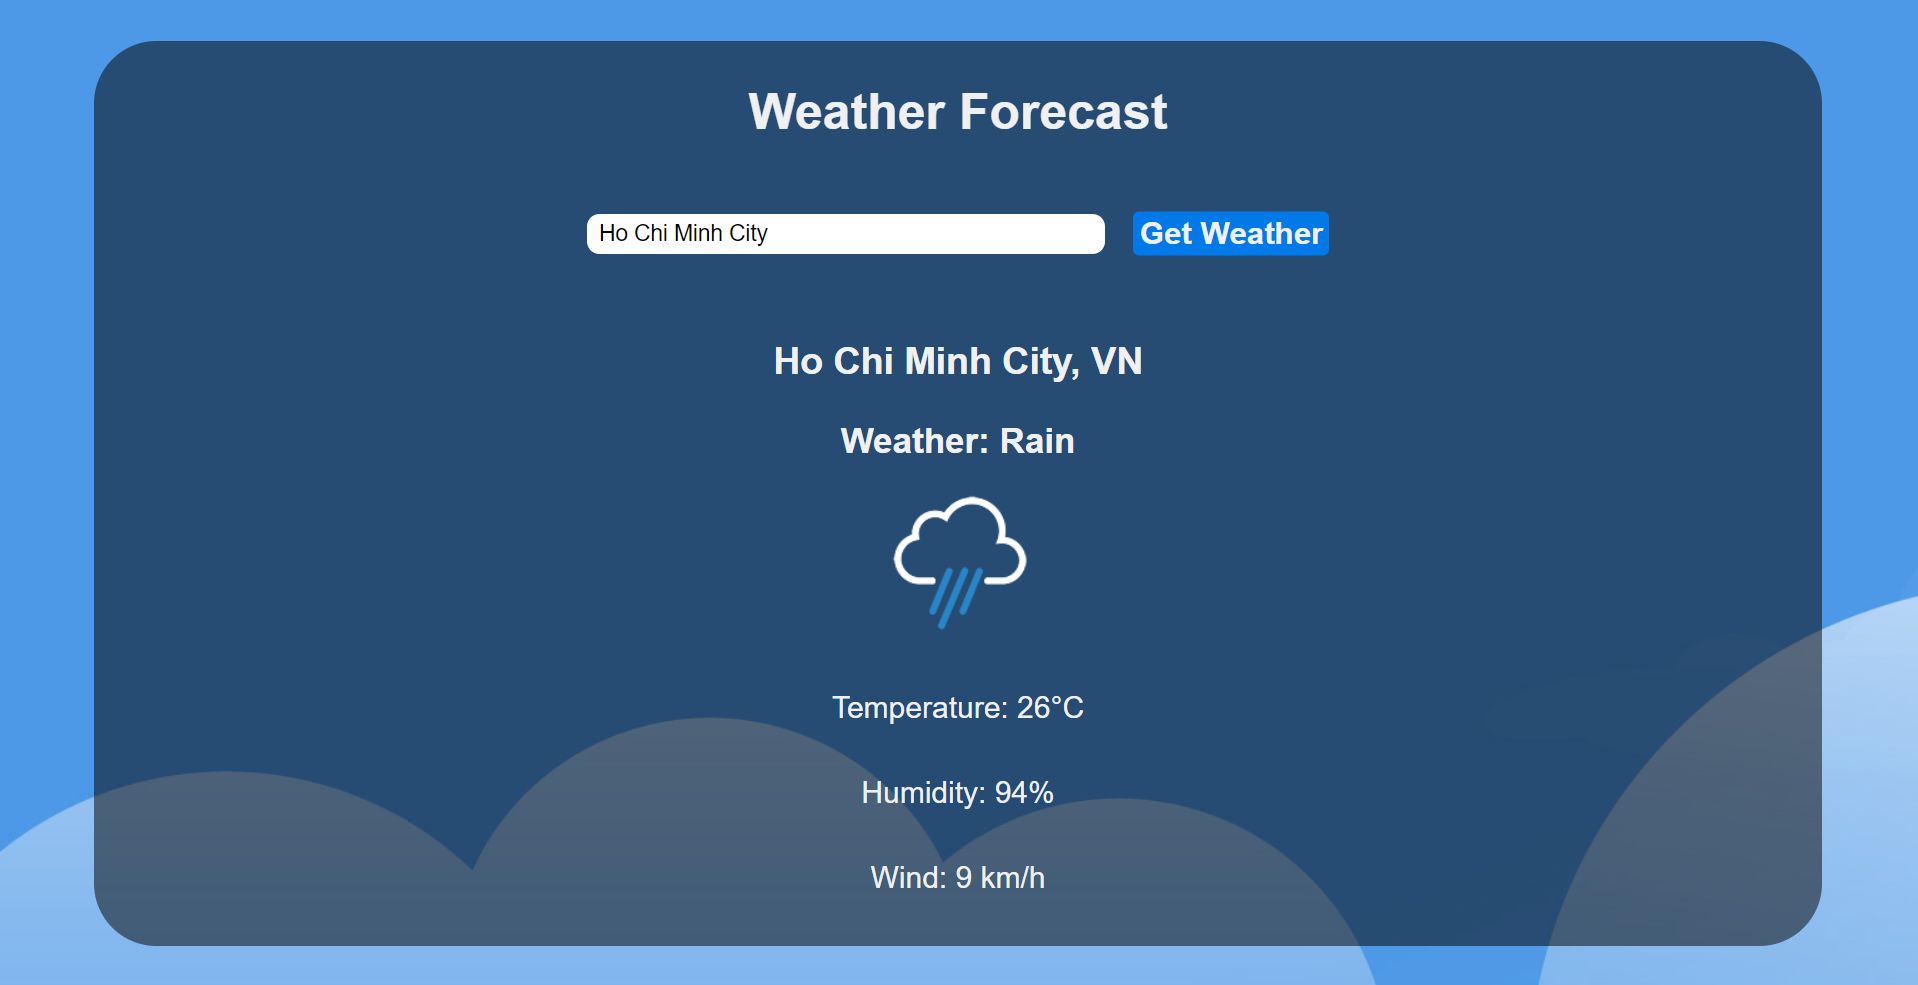 Weather Forecast
Ho Chi Minh City
Get Weather
Ho Chi Minh City, VN
Weather: Rain
Temperature: 26°C
Humidity: 94%
Wind: 9 km/h